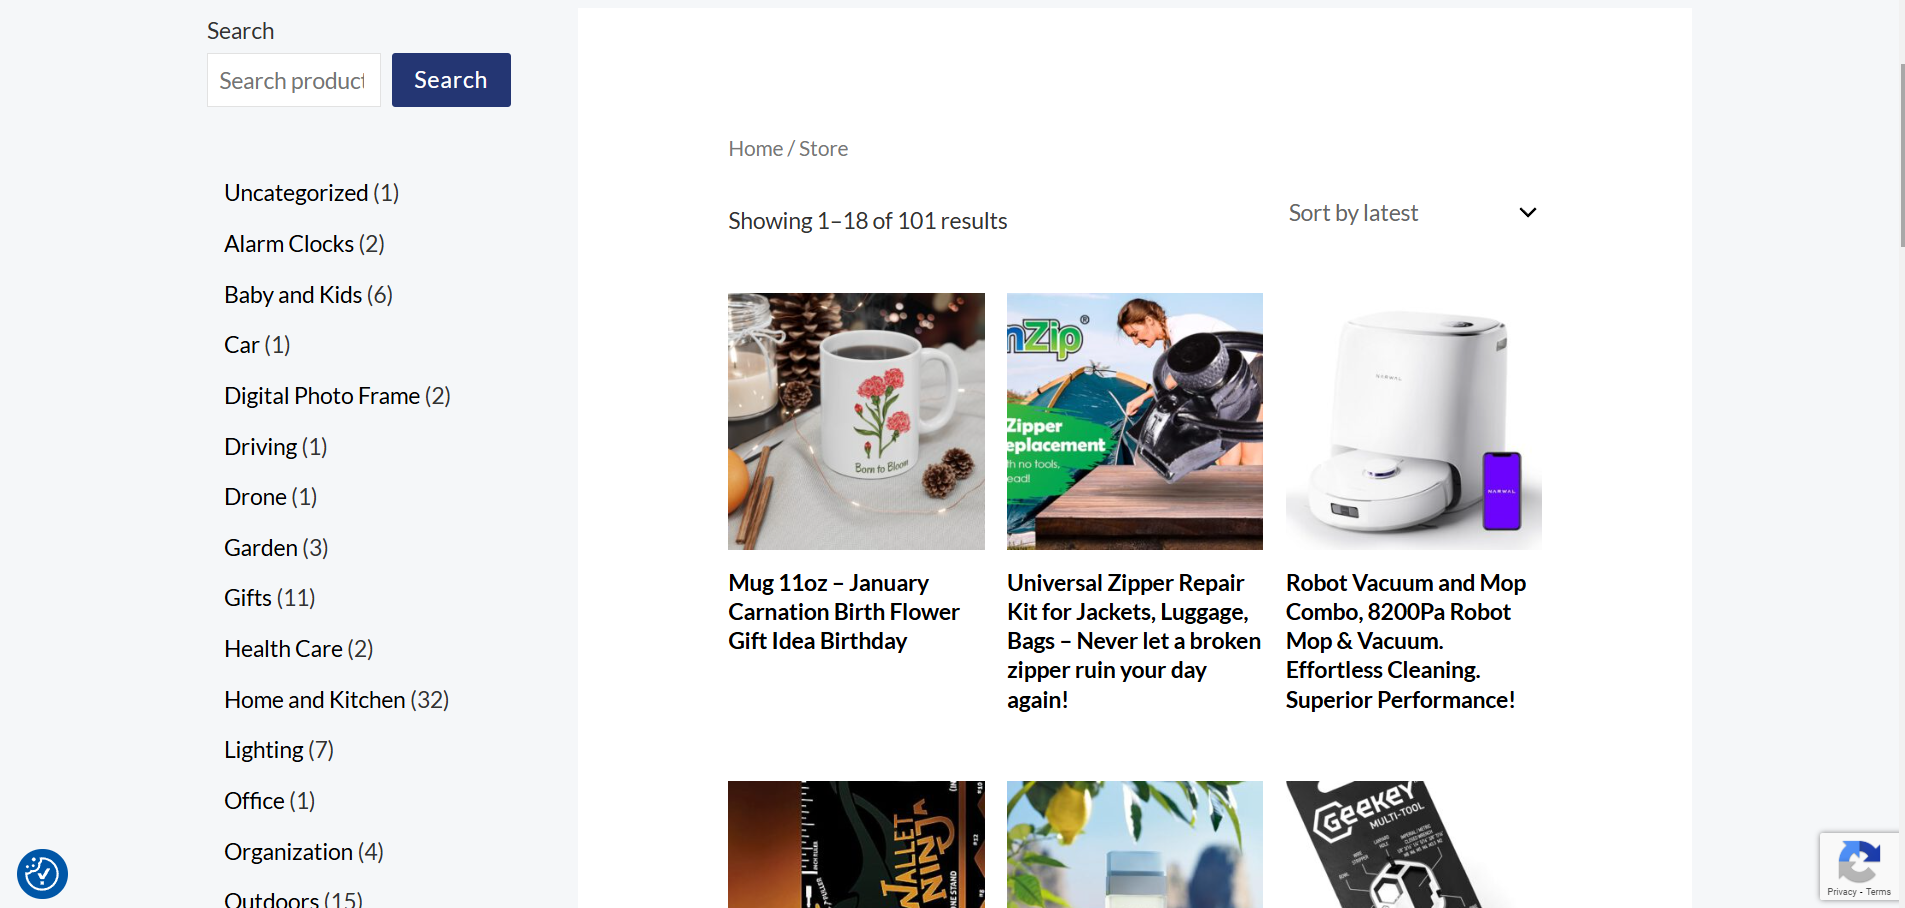 Search
Search product
Search
Uncategorized (1)
Alarm Clocks (2)
Baby and Kids (6)
Car (1)
Digital Photo Frame (2)
Driving (1)
Drone (1)
Garden (3)
Gifts (11)
Health Care (2)
Home and Kitchen (32)
Lighting (7)
Office (1)
Organization (4)
Outdoors (15)
Home / Store
Showing 1–18 of 101 results
Sort by latest
Born to Bloom
nZip®
Zipper
eplacement
th no tools,
ead!
NARWAL
NARWAL
Mug 11oz – January
Carnation Birth Flower
Gift Idea Birthday
Universal Zipper Repair
Kit for Jackets, Luggage,
Bags – Never let a broken
zipper ruin your day
again!
Robot Vacuum and Mop
Combo, 8200Pa Robot
Mop & Vacuum.
Effortless Cleaning.
Superior Performance!
WALLET
NINJA
GEEKEY
MULTI-TOOL
Privacy - Terms